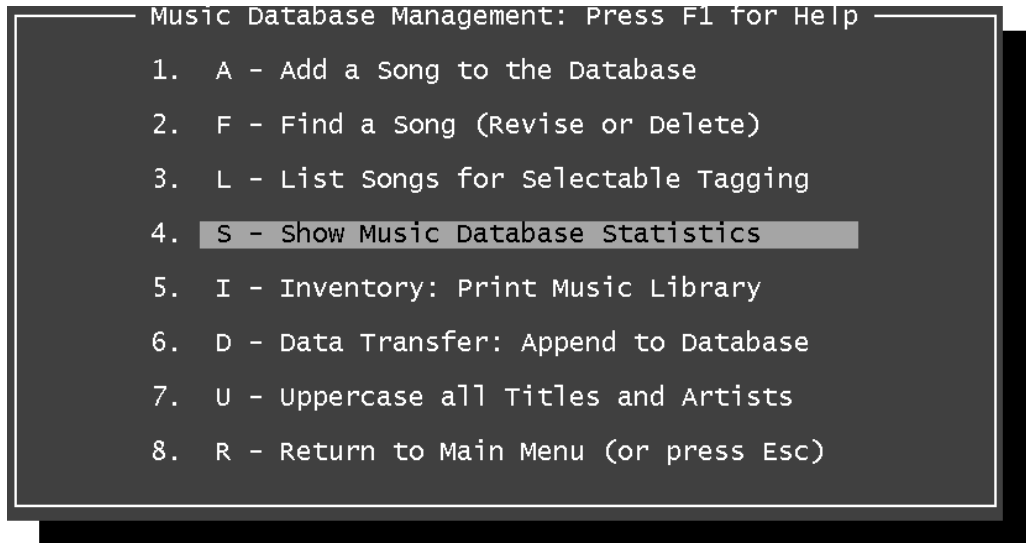 Music Database Management: Press F1 for Help
1. A - Add a Song to the Database
2. F - Find a Song (Revise or Delete)
3. L - List Songs for Selectable Tagging
4. S - Show Music Database Statistics
5. I - Inventory: Print Music Library
6. D - Data Transfer: Append to Database
7. U - Uppercase all Titles and Artists
8. R - Return to Main Menu (or press Esc)